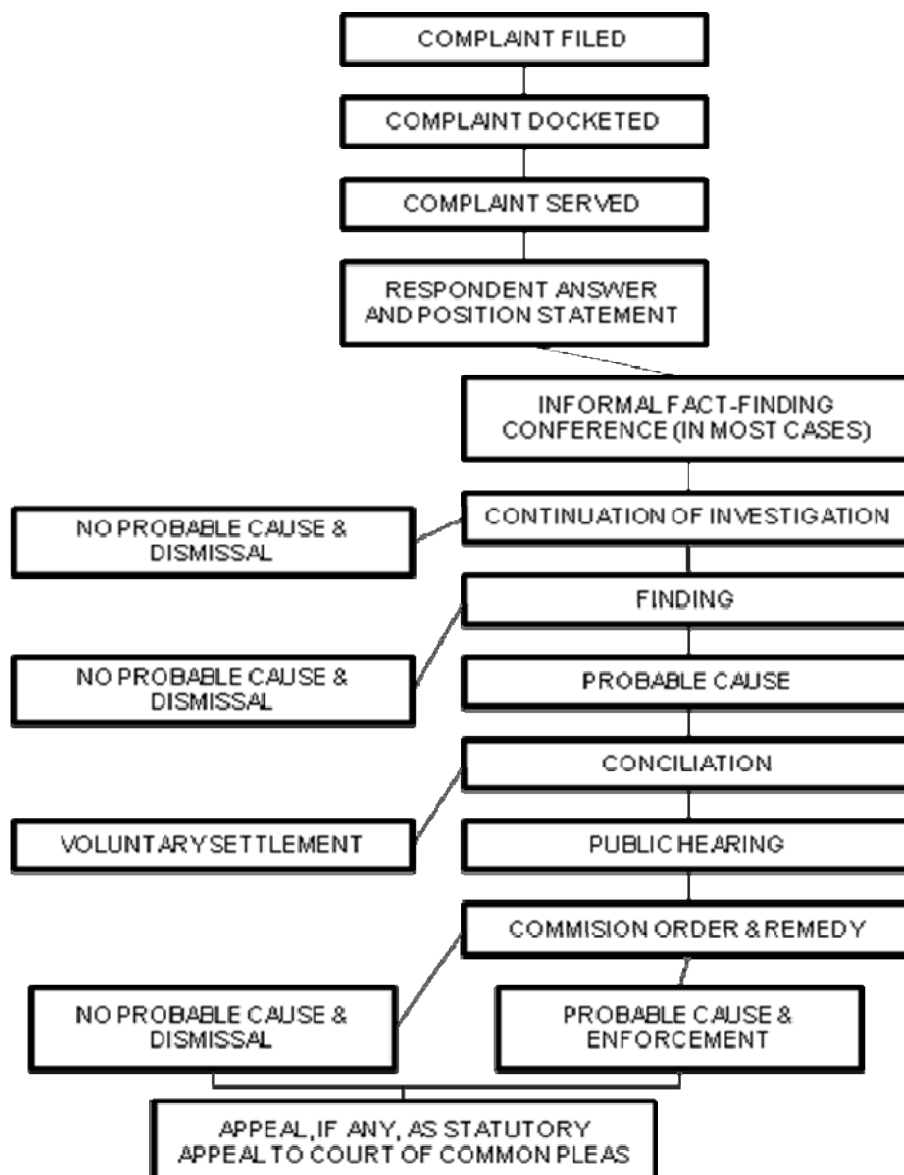 COMPLAINT FILED
COMPLAINT DOCKETED
COMPLAINT SERVED
RESPONDENT ANSWER
AND POSITION STATEMENT
INFORMAL FACT-FINDING
CONFERENCE (IN MOST CASES)
CONTINUATION OF INVESTIGATION
NO PROBABLE CAUSE &
DISMISSAL
FINDING
NO PROBABLE CAUSE &
DISMISSAL
PROBABLE CAUSE
CONCILIATION
VOLUNTARY SETTLEMENT
PUBLIC HEARING
COMMISION ORDER & REMEDY
NO PROBABLE CAUSE &
DISMISSAL
PROBABLE CAUSE &
ENFORCEMENT
APPEAL, IF ANY, AS STATUTORY
APPEAL TO COURT OF COMMON PLEAS